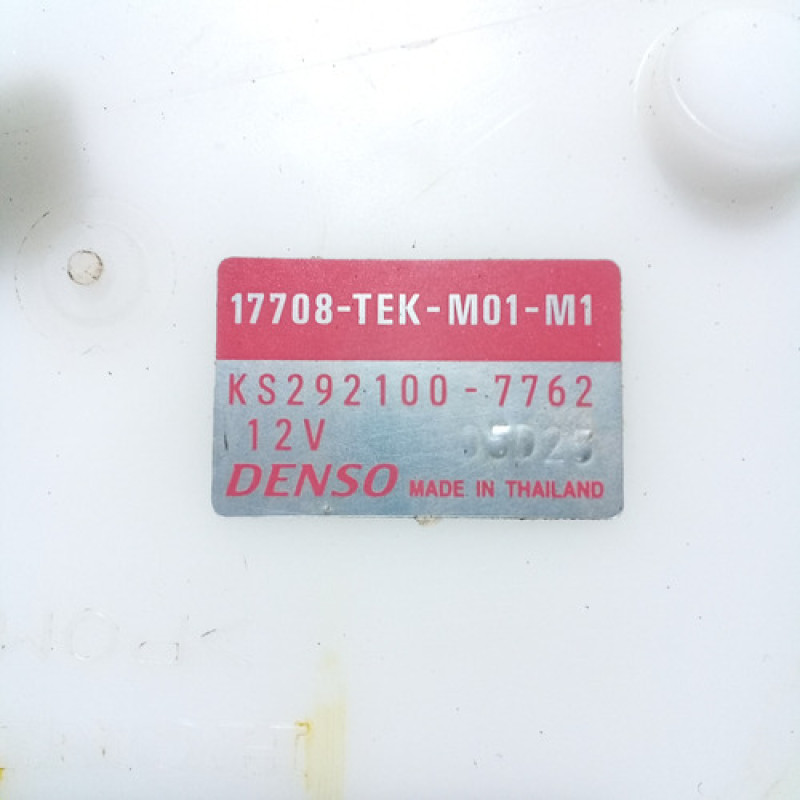 17708-TEK-M01-M1
KS292100-7762
12V
DENSO MADE IN THAILAND